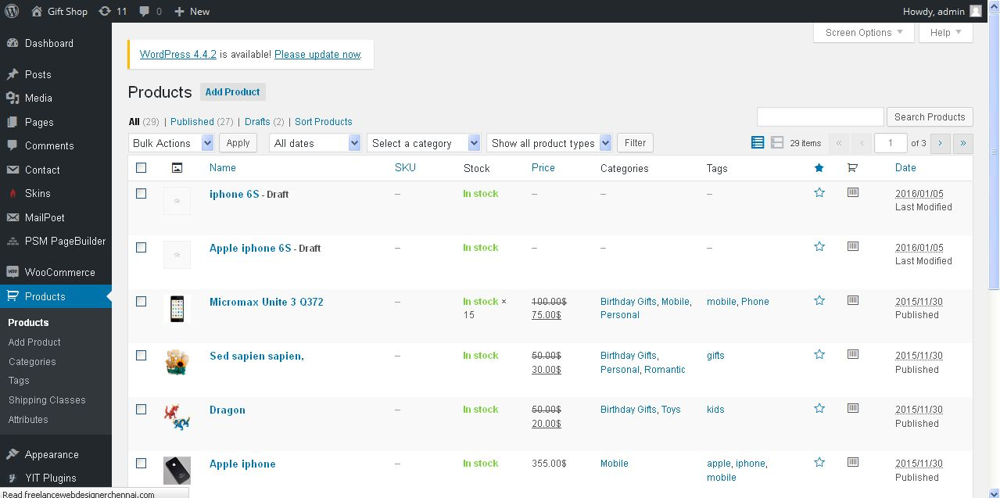 Gift Shop 11 0 New Howdy, admin
Screen Options Help
WordPress 4.4.2 is available! Please update now.
Products Add Product
All (29) | Published (27) | Drafts (2) | Sort Products
Search Products
Bulk Actions Apply All dates Select a category Show all product types Filter 29 items « ‹ 1 of 3 › »
Name SKU Stock Price Categories Tags Date
iphone 6S - Draft – In stock – – – 2016/01/05
Last Modified
Apple iphone 6S - Draft – In stock – – – 2016/01/05
Last Modified
Micromax Unite 3 Q372 – In stock × 100.00$ Birthday Gifts, Mobile, mobile, Phone 2015/11/30
15 75.00$ Personal Published
Sed sapien sapien, – In stock 50.00$ Birthday Gifts, gifts 2015/11/30
30.00$ Personal, Romantic Published
Dragon – In stock 50.00$ Birthday Gifts, Toys kids 2015/11/30
20.00$ Published
Apple iphone – In stock 355.00$ Mobile apple, iphone, 2015/11/30
mobile Published
Dashboard
Posts
Media
Pages
Comments
Contact
Skins
MailPoet
PSM PageBuilder
WooCommerce
Products
Products
Add Product
Categories
Tags
Shipping Classes
Attributes
Appearance
YIT Plugins
Read freelancewebdesignerchennai.com